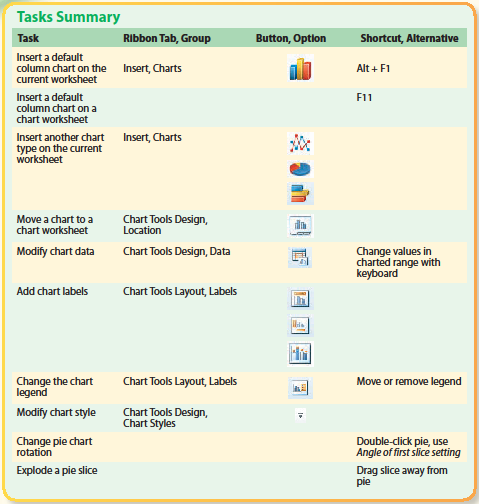 Tasks Summary
Task Ribbon Tab, Group Button, Option Shortcut, Alternative
Insert a default
column chart on the Insert, Charts Alt + F1
current worksheet
Insert a default F11
column chart on a
chart worksheet
Insert another chart Insert, Charts
type on the current
worksheet
Move a chart to a Chart Tools Design,
chart worksheet Location
Modify chart data Chart Tools Design, Data Change values in
charted range with
keyboard
Add chart labels Chart Tools Layout, Labels
Change the chart Chart Tools Layout, Labels Move or remove legend
legend
Modify chart style Chart Tools Design,
Chart Styles
Change pie chart Double-click pie, use
rotation Angle of first slice setting
Explode a pie slice Drag slice away from
pie